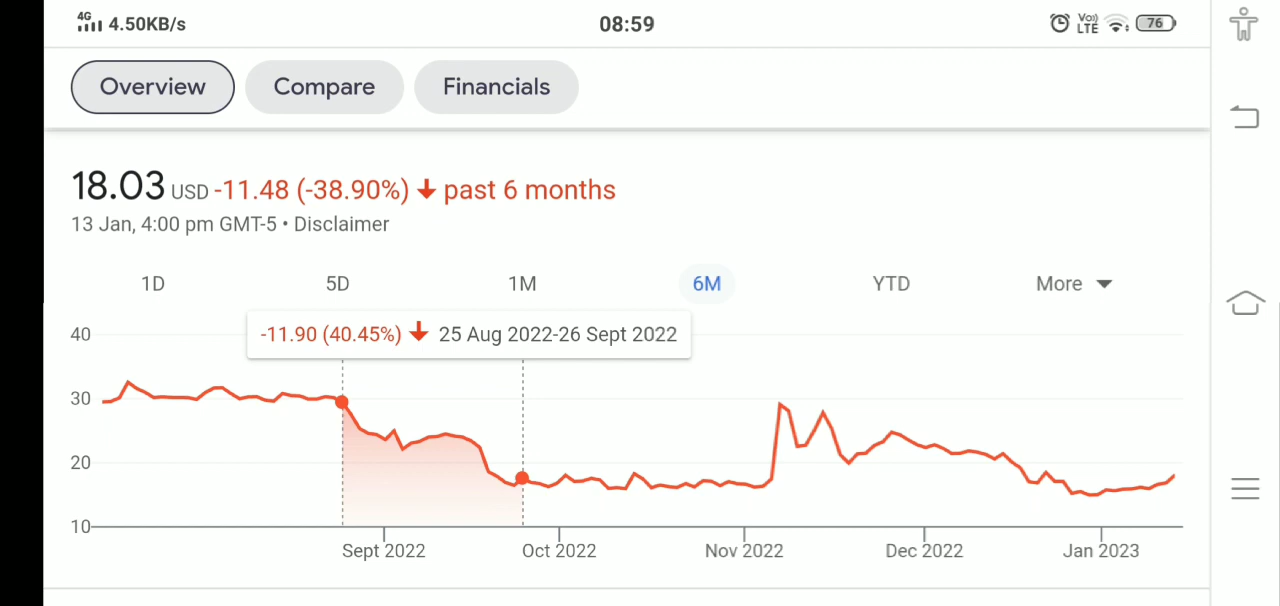 4G 4.50KB/s 08:59 Vo)) LTE 76
Overview Compare Financials
18.03 USD -11.48 (-38.90%) ↓ past 6 months
13 Jan, 4:00 pm GMT-5 • Disclaimer
1D 5D 1M 6M YTD More
-11.90 (40.45%) ↓ 25 Aug 2022-26 Sept 2022
40
30
20
10
Sept 2022 Oct 2022 Nov 2022 Dec 2022 Jan 2023